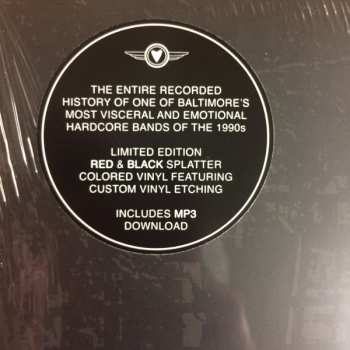 THE ENTIRE RECORDED
HISTORY OF ONE OF BALTIMORE'S
MOST VISCERAL AND EMOTIONAL
HARDCORE BANDS OF THE 1990s
LIMITED EDITION
RED & BLACK SPLATTER
COLORED VINYL FEATURING
CUSTOM VINYL ETCHING
INCLUDES MP3
DOWNLOAD